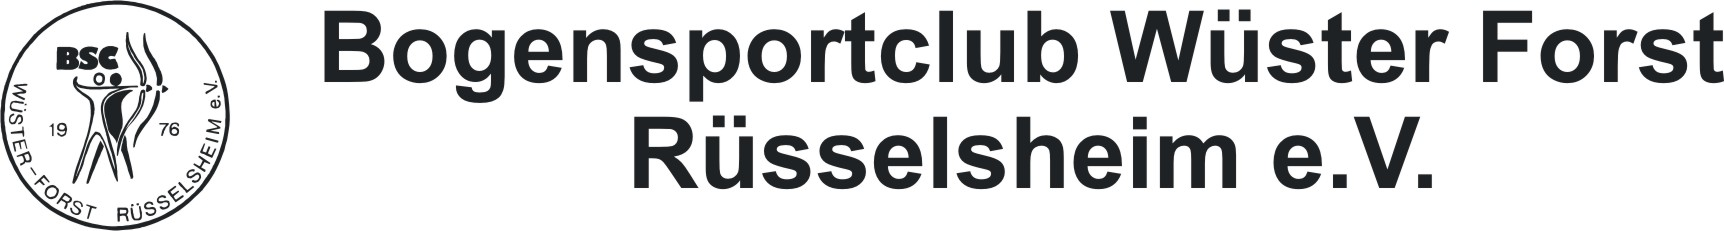 BSC
19 76
WÜSTER-FORST RÜSSELSHEIM e.V.
Bogensportclub Wüster Forst
Rüsselsheim e.V.